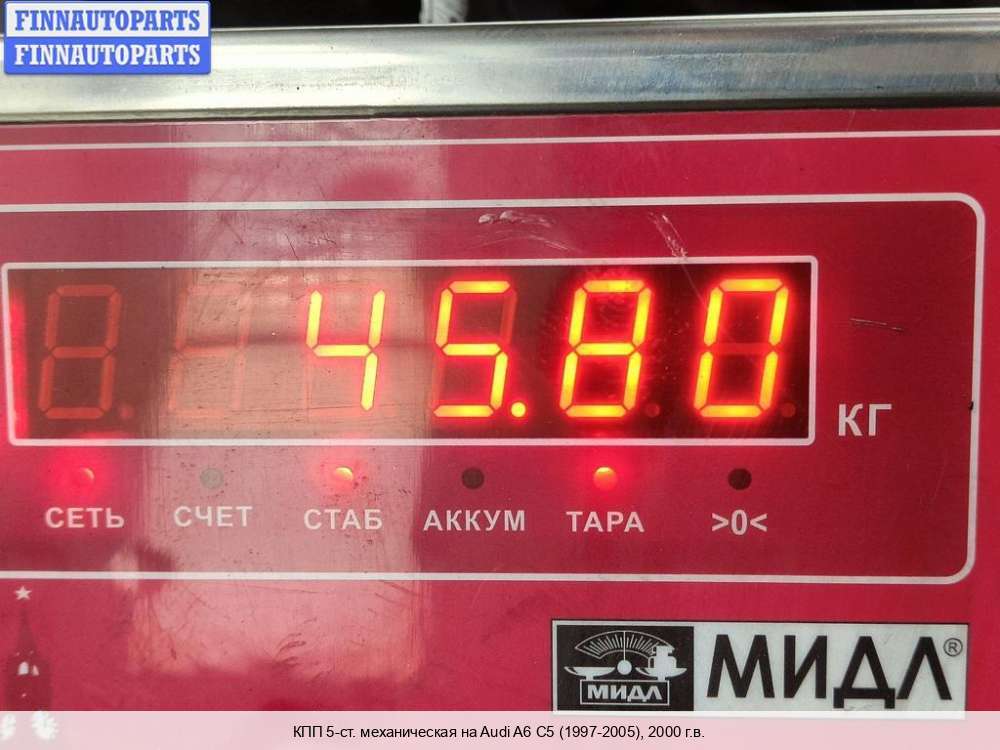 FINNAUTOPARTS
FINNAUTOPARTS
45.80
КГ
СЕТЬ СЧЕТ СТАБ АККУМ ТАРА >0<
МИДЛ МИДЛ®
КПП 5-ст. механическая на Audi A6 C5 (1997-2005), 2000 г.в.